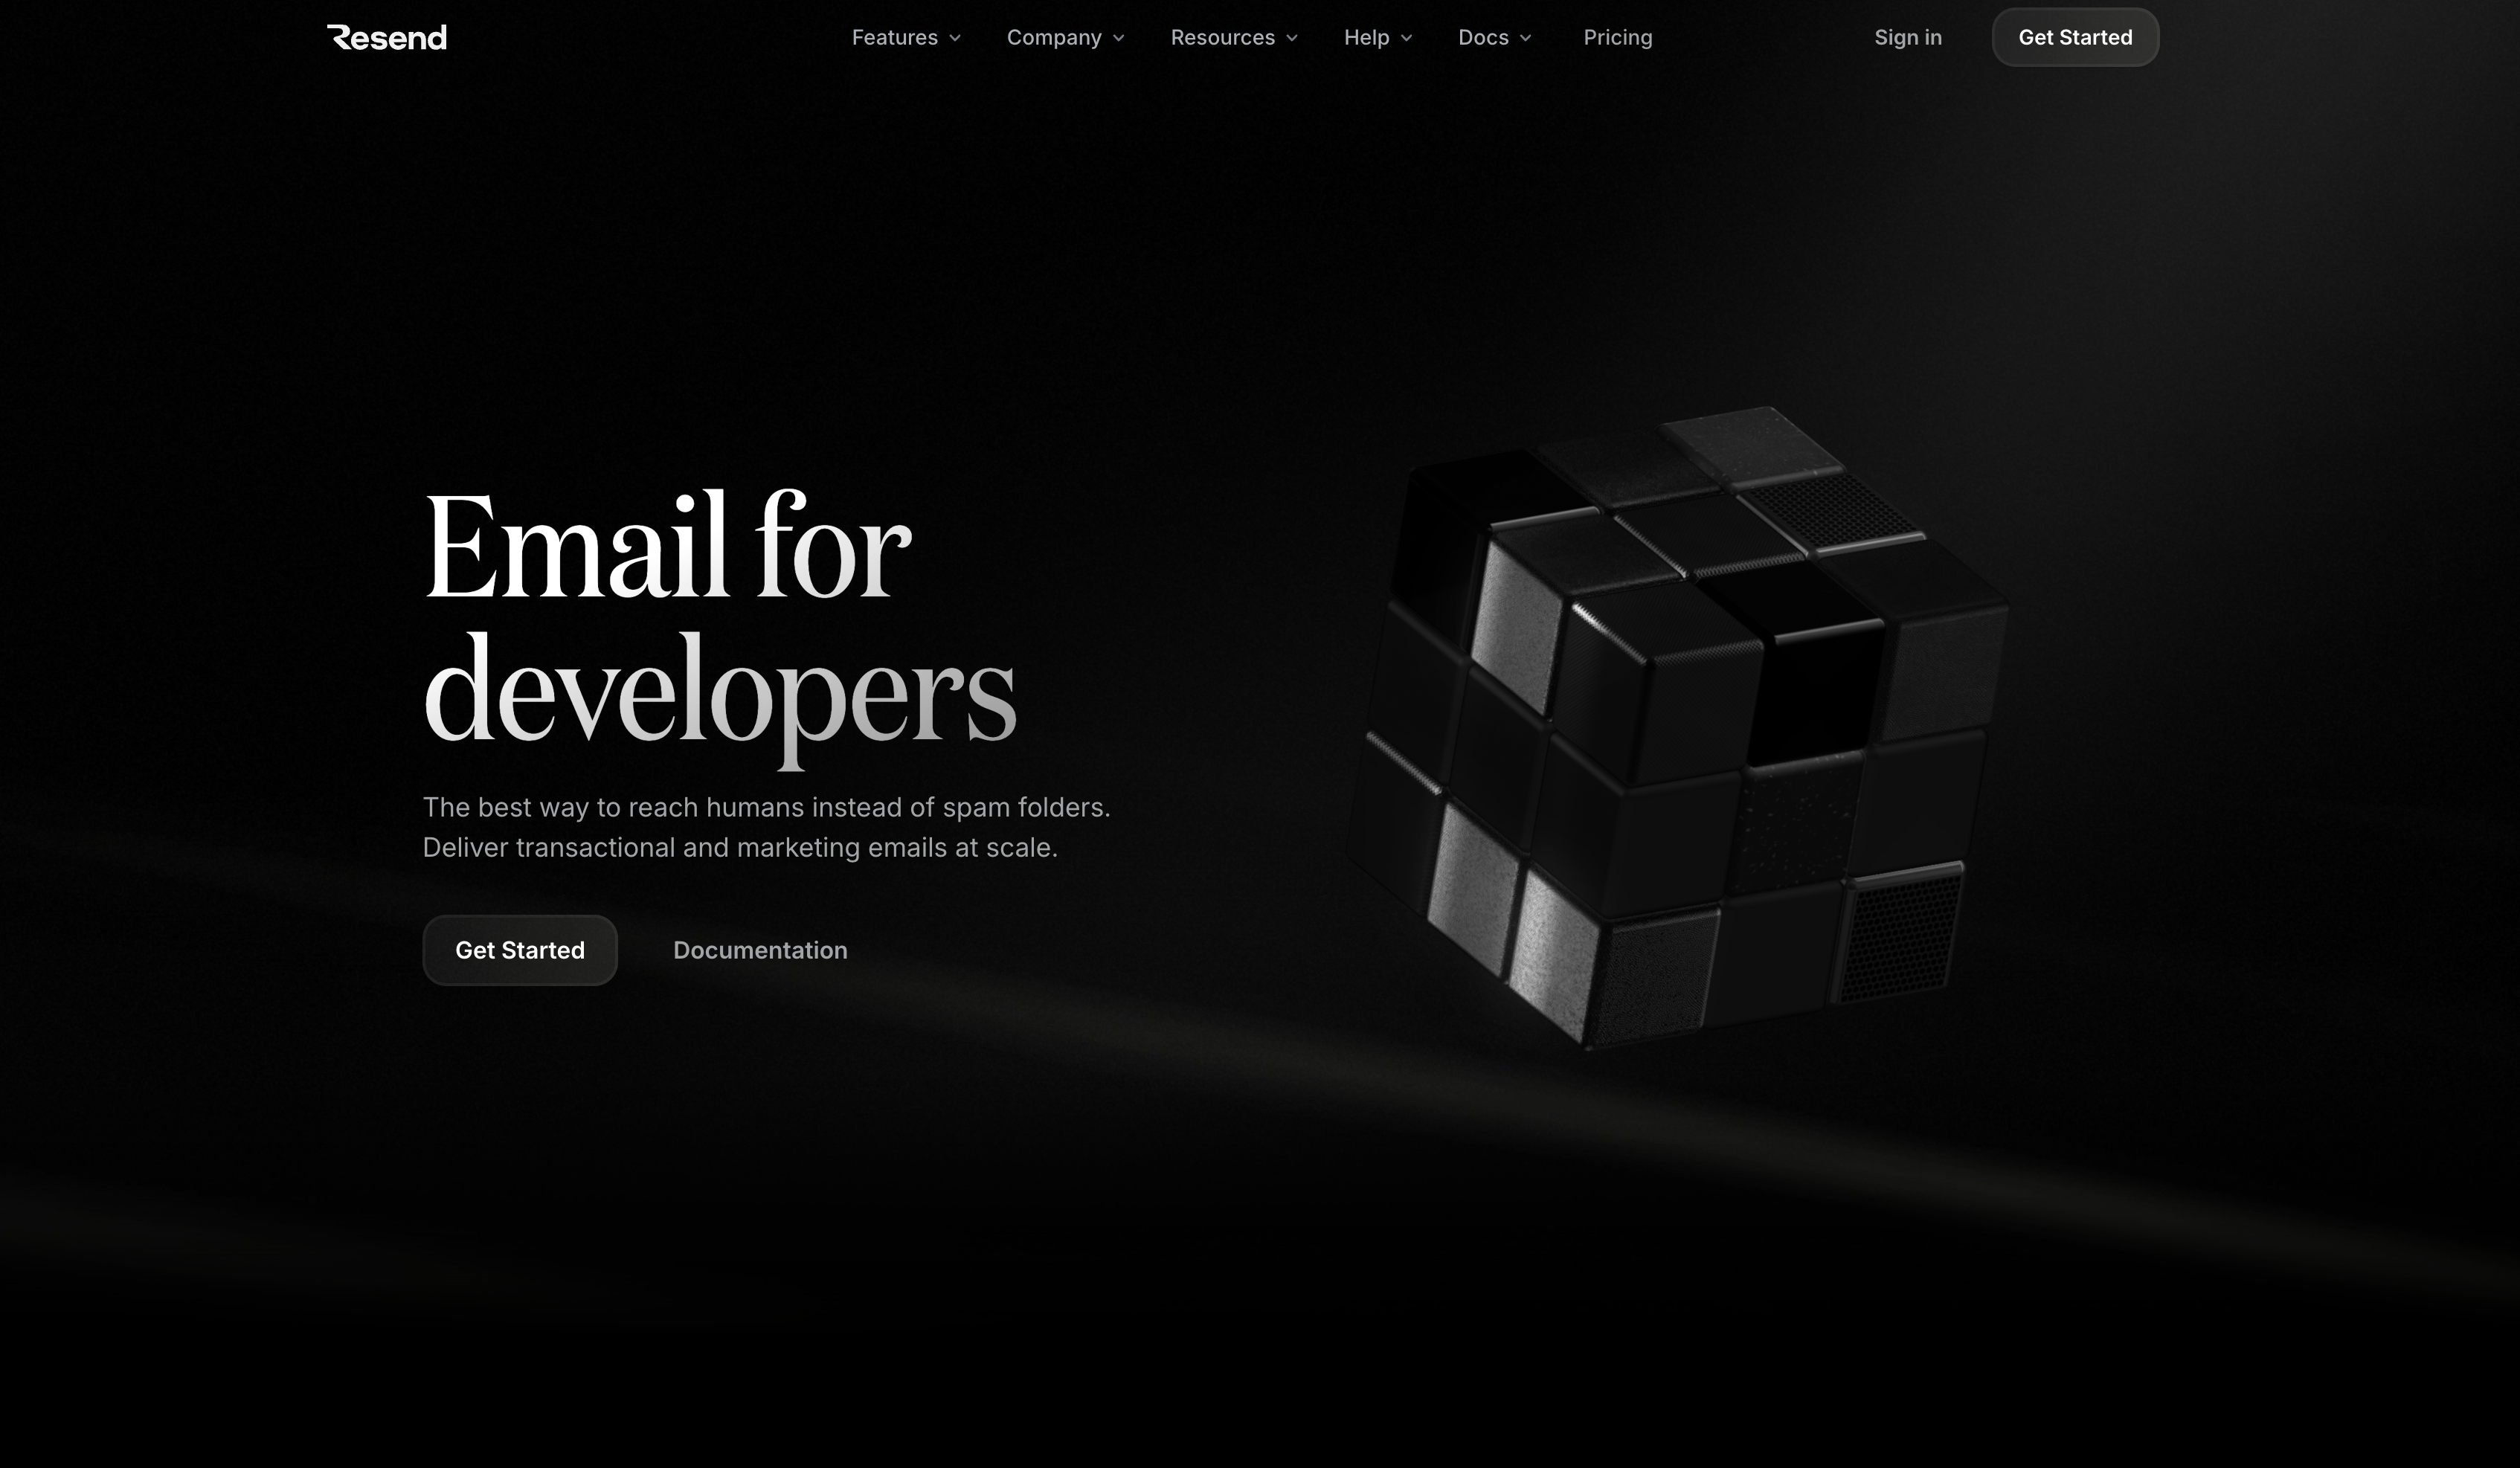 Resend
Features
Company
Resources
Help
Docs
Pricing
Sign in
Get Started
Email for
developers
The best way to reach humans instead of spam folders.
Deliver transactional and marketing emails at scale.
Get Started
Documentation